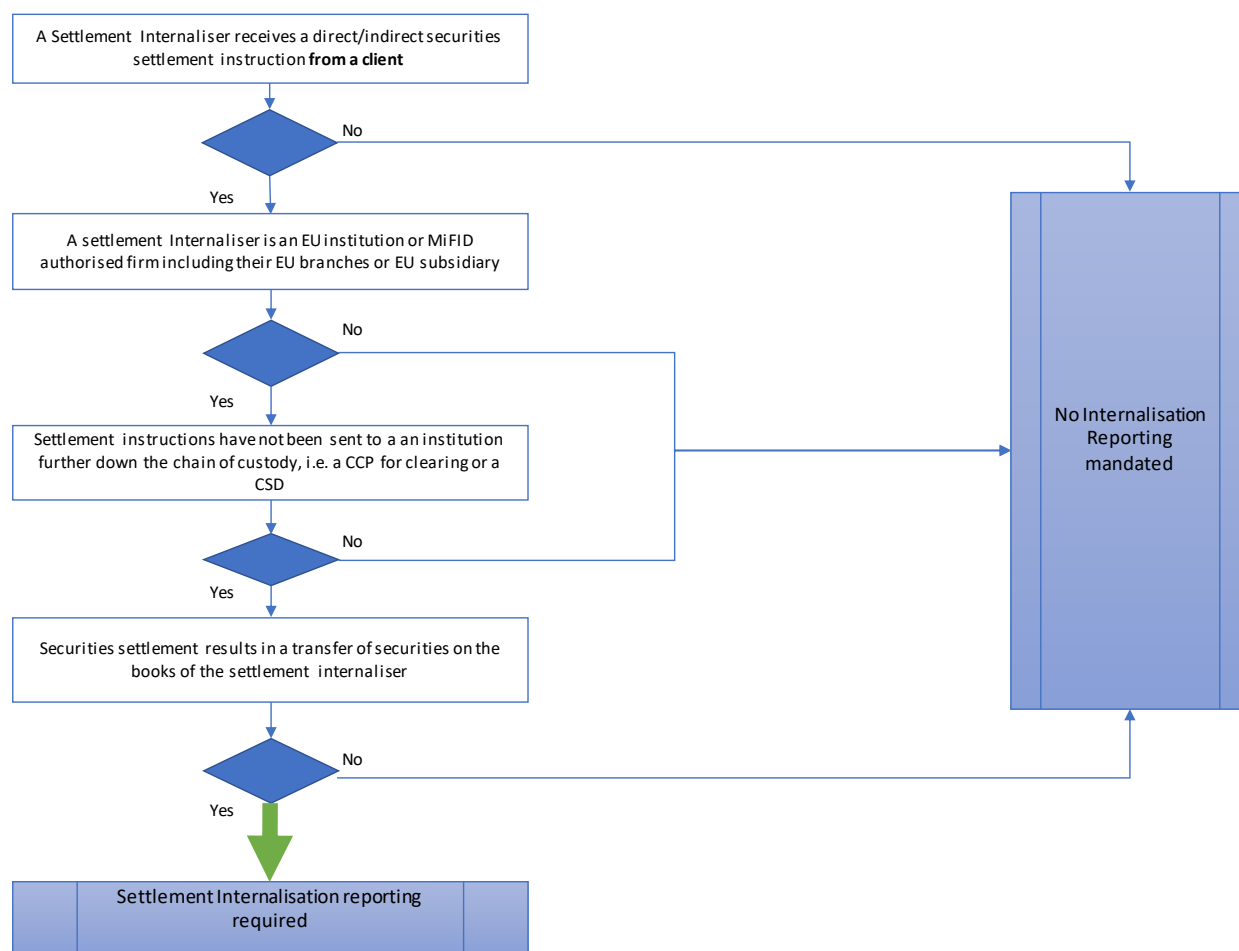 A Settlement Internaliser receives a direct/indirect securities
settlement instruction from a client
No
Yes
A settlement Internaliser is an EU institution or MiFID
authorised firm including their EU branches or EU subsidiary
No
Yes
Settlement instructions have not been sent to a an institution
further down the chain of custody, i.e. a CCP for clearing or a
CSD
No
Yes
Securities settlement results in a transfer of securities on the
books of the settlement internaliser
No
Yes
Settlement Internalisation reporting
required
No Internalisation
Reporting
mandated